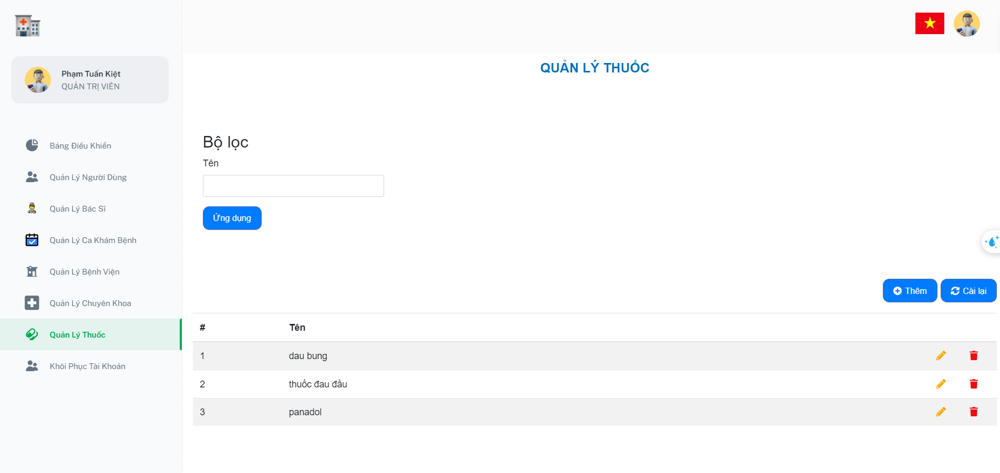 Phạm Tuấn Kiệt
QUẢN TRỊ VIÊN
Bảng Điều Khiển
Quản Lý Người Dùng
Quản Lý Bác Sĩ
Quản Lý Ca Khám Bệnh
Quản Lý Bệnh Viện
Quản Lý Chuyên Khoa
Quản Lý Thuốc
Khôi Phục Tài Khoản
QUẢN LÝ THUỐC
Bộ lọc
Tên
Ứng dụng
Thêm Cài lại
# Tên
1 dau bung
2 thuốc đau đầu
3 panadol